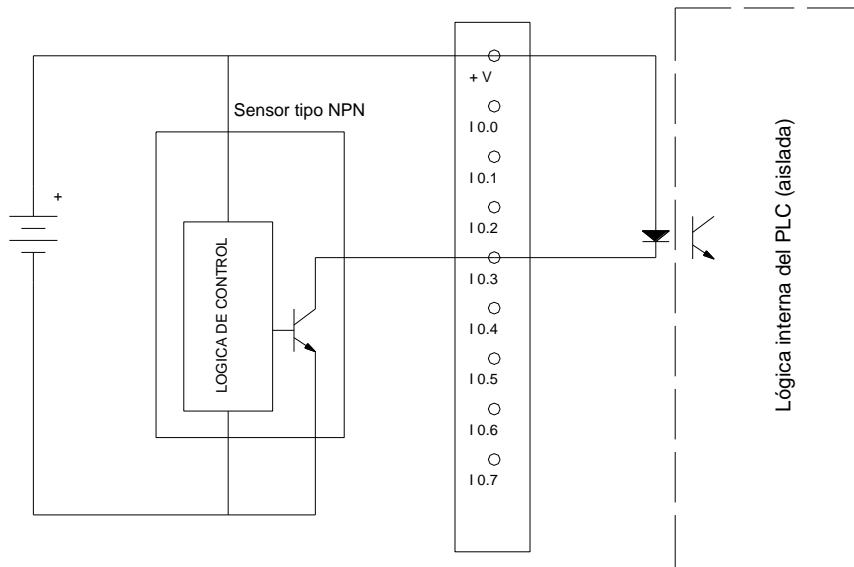 + V
Sensor tipo NPN
I 0.0
I 0.1
+
I 0.2
I 0.3
LOGICA DE CONTROL
I 0.4
I 0.5
I 0.6
I 0.7
Lógica interna del PLC (aislada)